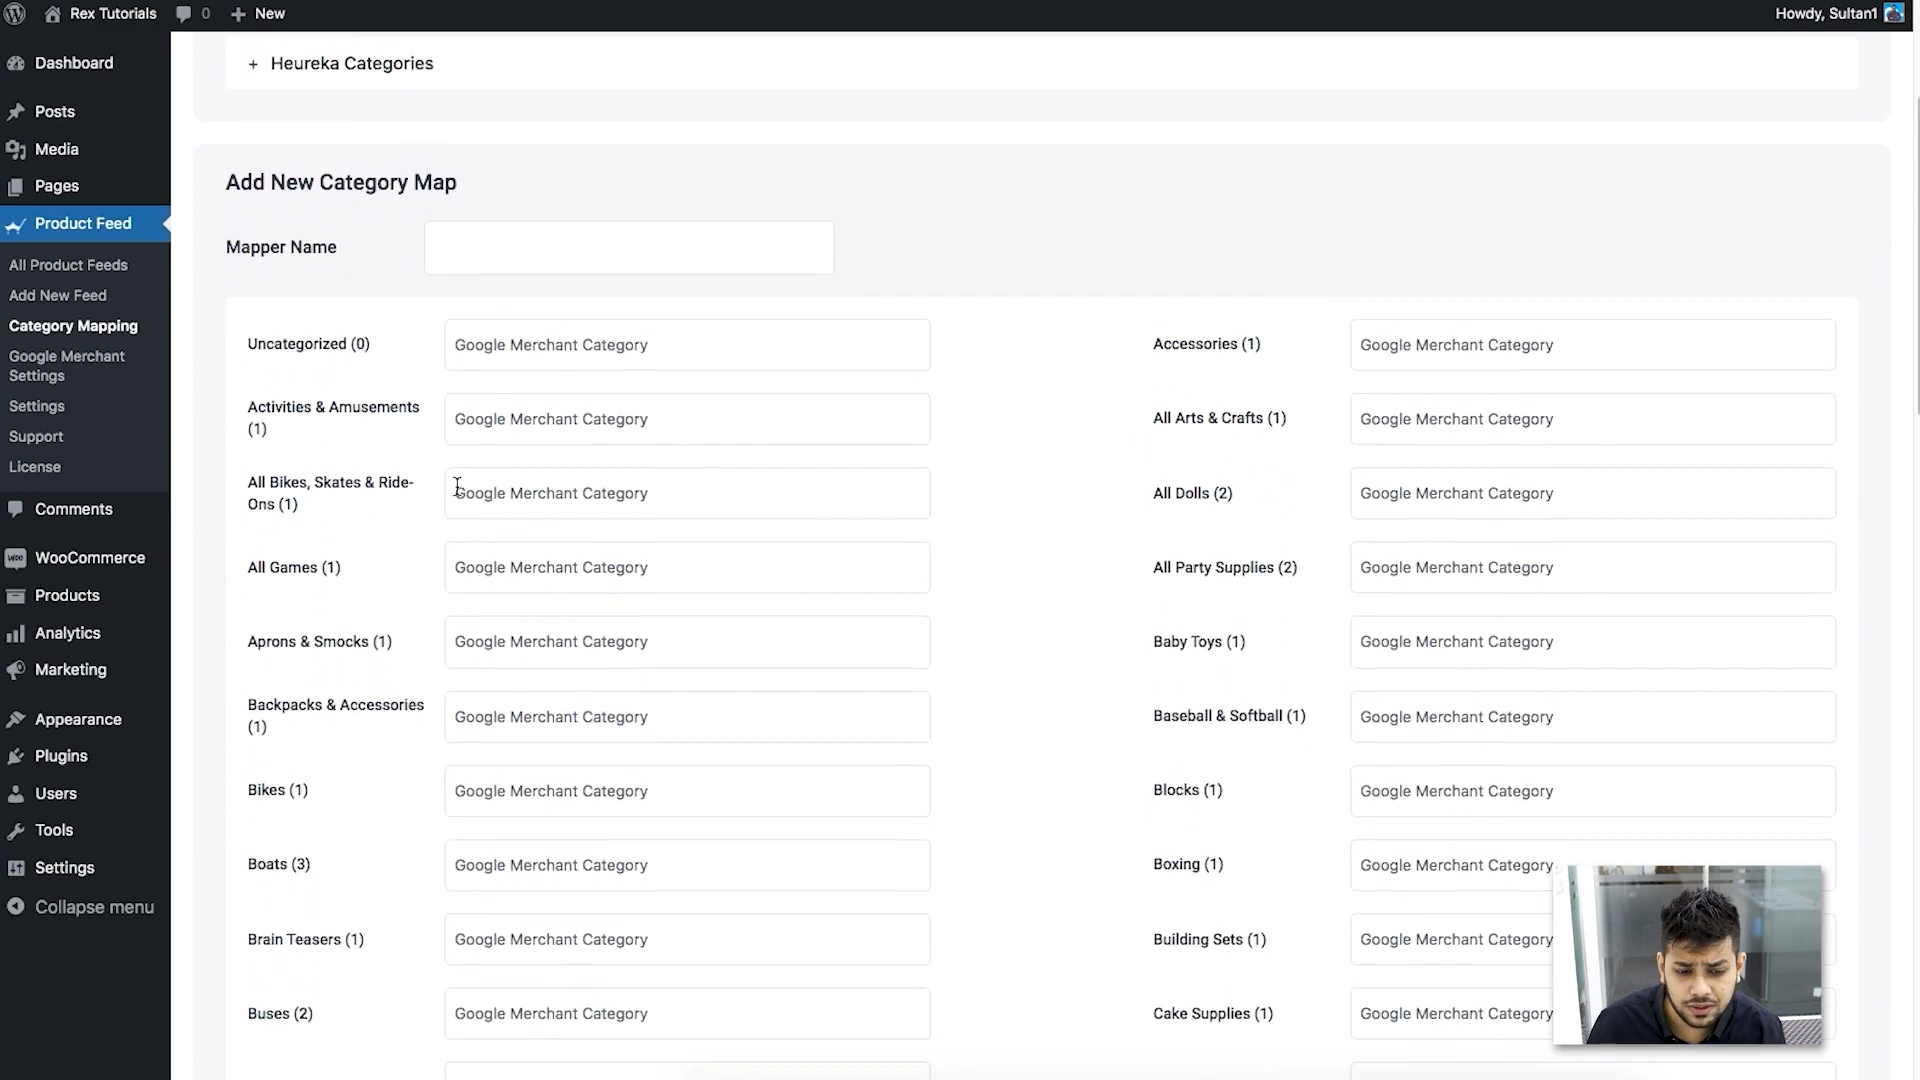 Rex Tutorials
0
New
Howdy, Sultan1
Dashboard
Posts
Media
Pages
Product Feed
All Product Feeds
Add New Feed
Category Mapping
Google Merchant
Settings
Settings
Support
License
Comments
WooCommerce
Products
Analytics
Marketing
Appearance
Plugins
Users
Tools
Settings
Collapse menu
+ Heureka Categories
Add New Category Map
Mapper Name
Uncategorized (0)
Google Merchant Category
Accessories (1)
Google Merchant Category
Activities & Amusements
(1)
Google Merchant Category
All Arts & Crafts (1)
Google Merchant Category
All Bikes, Skates & Ride-
Ons (1)
Google Merchant Category
All Dolls (2)
Google Merchant Category
All Games (1)
Google Merchant Category
All Party Supplies (2)
Google Merchant Category
Aprons & Smocks (1)
Google Merchant Category
Baby Toys (1)
Google Merchant Category
Backpacks & Accessories
(1)
Google Merchant Category
Baseball & Softball (1)
Google Merchant Category
Bikes (1)
Google Merchant Category
Blocks (1)
Google Merchant Category
Boats (3)
Google Merchant Category
Boxing (1)
Google Merchant Category
Brain Teasers (1)
Google Merchant Category
Building Sets (1)
Google Merchant Category
Buses (2)
Google Merchant Category
Cake Supplies (1)
Google Merchant Category